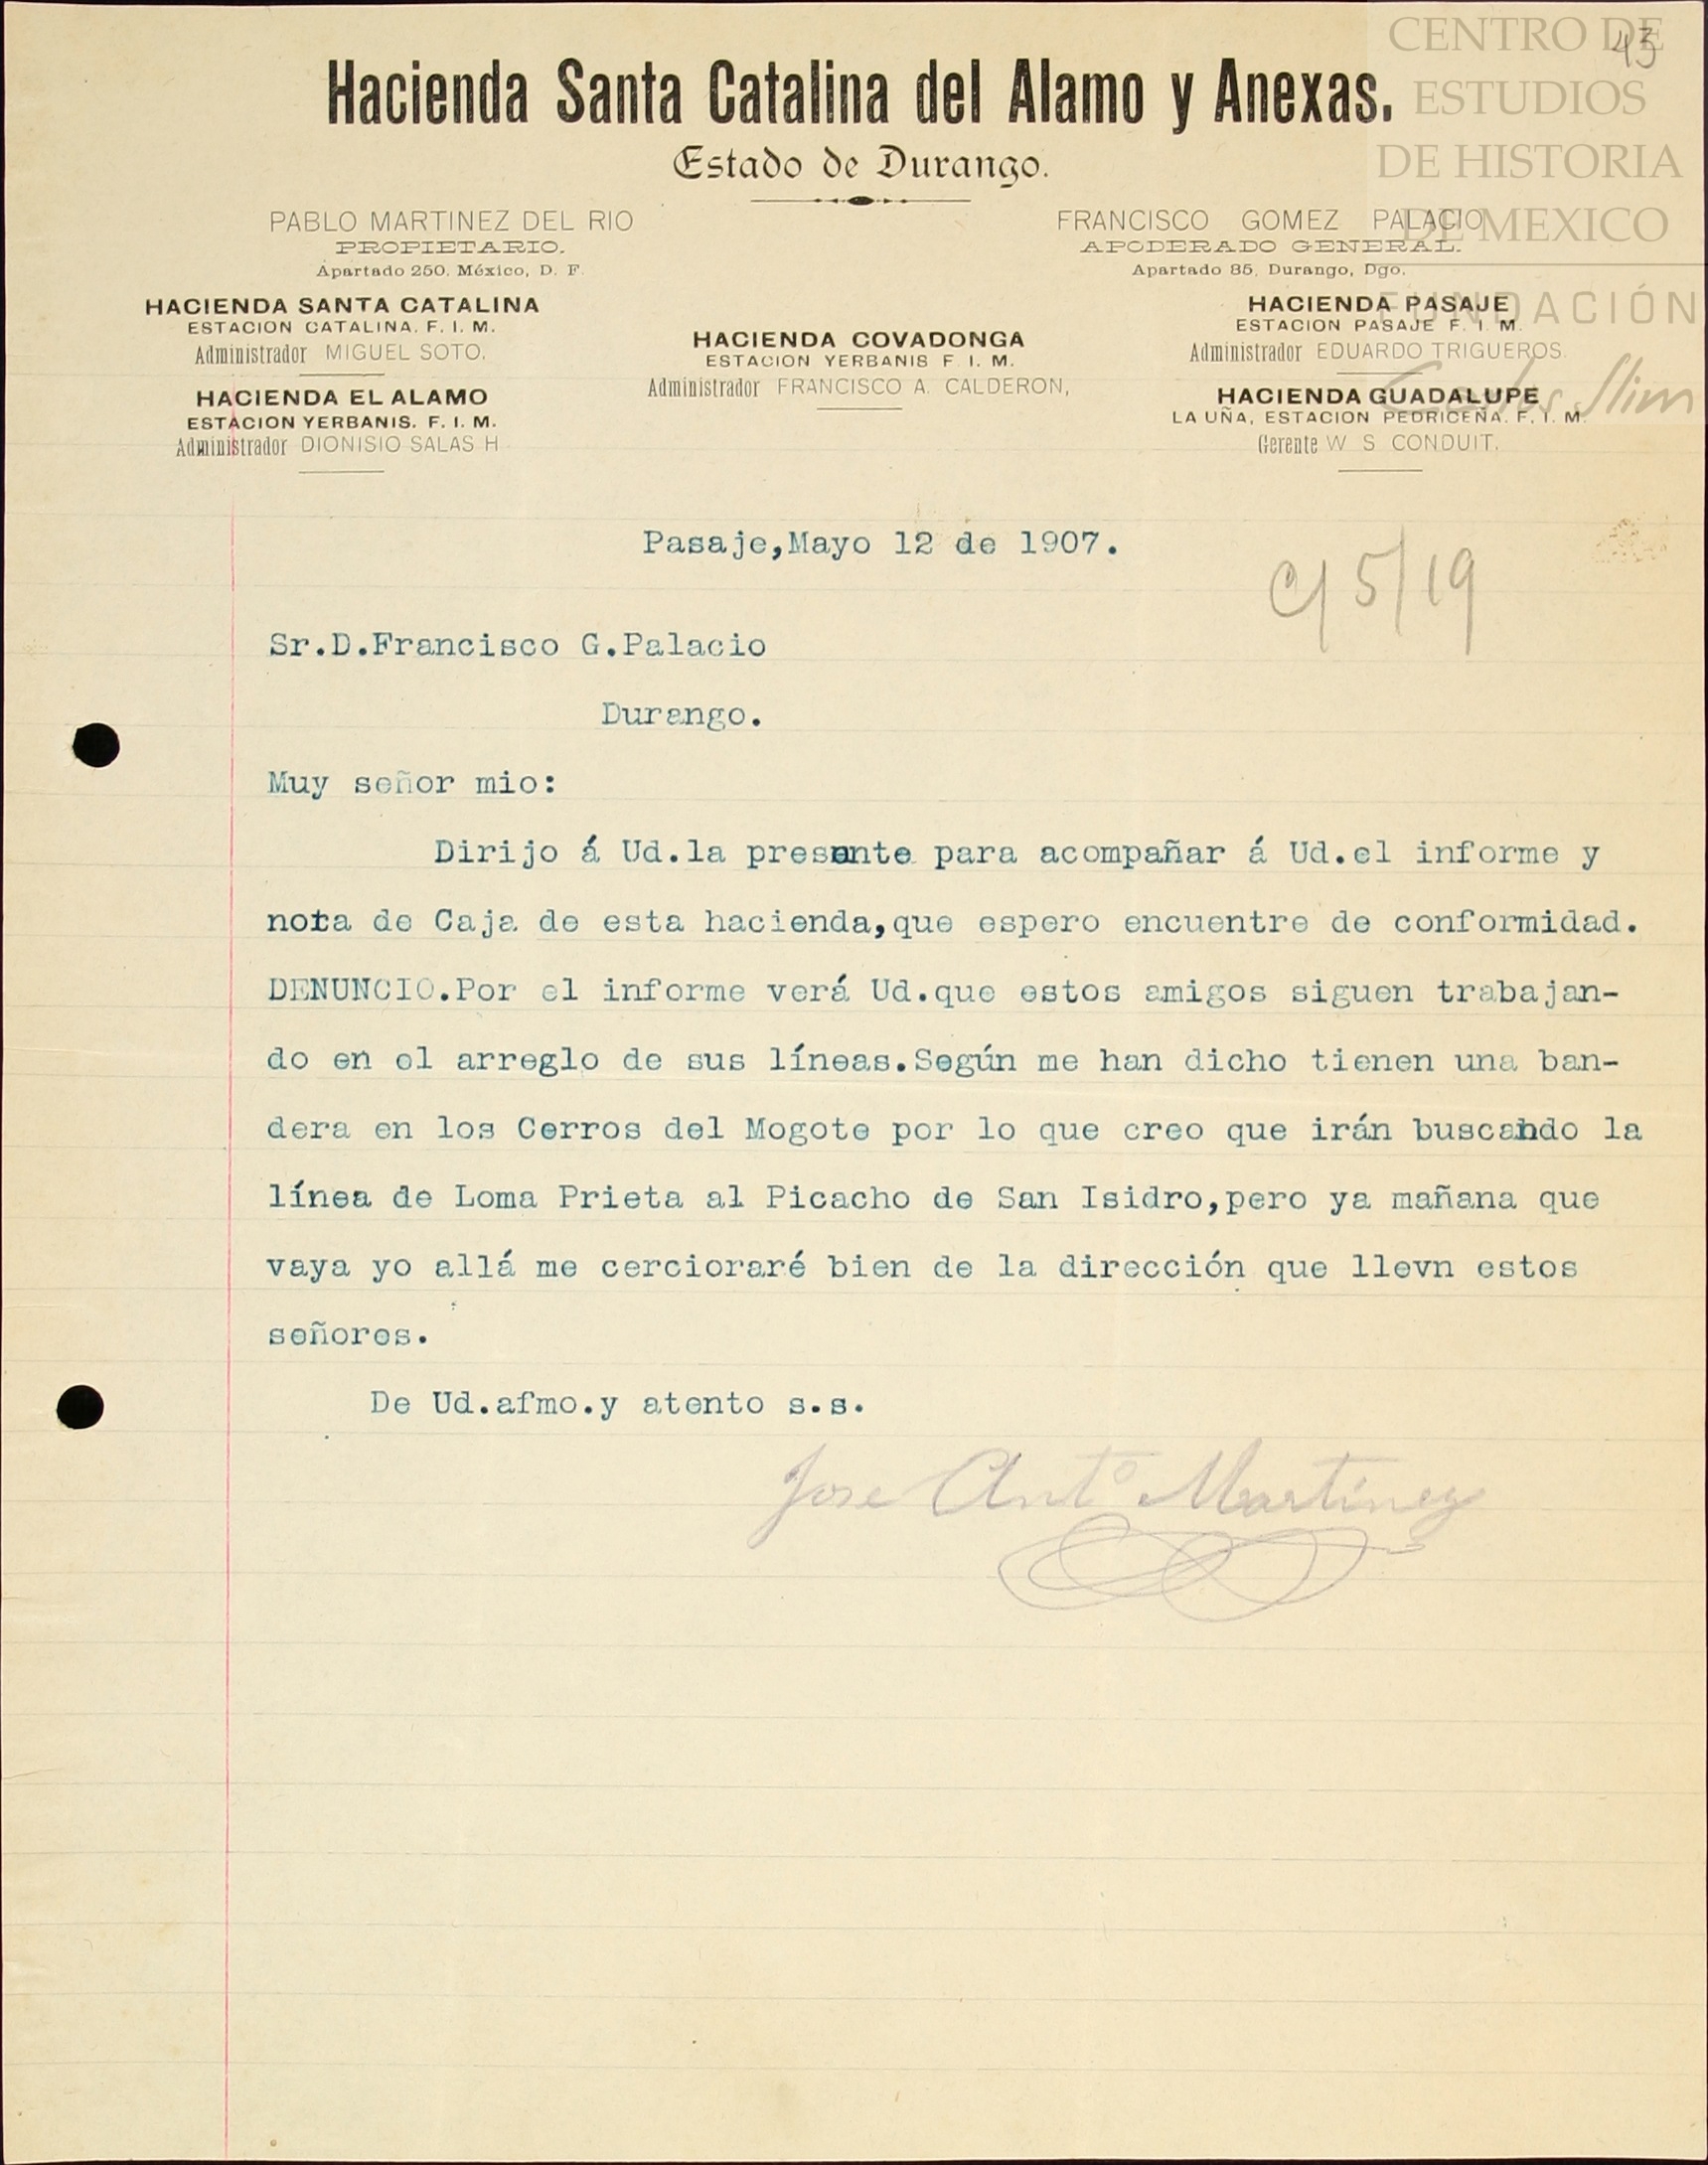 CENTRO DE
ESTUDIOS
DE HISTORIA
DE MEXICO
FUNDACIÓN
Carlos Slim
43
Hacienda Santa Catalina del Alamo y Anexas.
Estado de Durango.
PABLO MARTINEZ DEL RIO
PROPIETARIO.
Apartado 250, México, D. F.
FRANCISCO GOMEZ PALACIO
APODERADO GENERAL.
Apartado 85, Durango, Dgo.
HACIENDA SANTA CATALINA
ESTACION CATALINA. F. I. M.
Administrador MIGUEL SOTO.
HACIENDA EL ALAMO
ESTACION YERBANIS. F. I. M.
Administrador DIONISIO SALAS H
HACIENDA COVADONGA
ESTACION YERBANIS F. I. M.
Administrador FRANCISCO A. CALDERON,
HACIENDA PASAJE
ESTACION PASAJE F. I. M.
Administrador EDUARDO TRIGUEROS.
HACIENDA GUADALUPE
LA UÑA, ESTACION PEDRICEÑA. F. I. M.
Gerente W S CONDUIT.
Pasaje,Mayo 12 de 1907.
c/ 5/19
Sr.D.Francisco G.Palacio
Durango.
Muy señor mio:
Dirijo á Ud.la presente para acompañar á Ud.el informe y
nota de Caja de esta hacienda,que espero encuentre de conformidad.
DENUNCIO.Por el informe verá Ud.que estos amigos siguen trabajan-
do en el arreglo de sus líneas.Según me han dicho tienen una ban-
dera en los Cerros del Mogote por lo que creo que irán buscando la
línea de Loma Prieta al Picacho de San Isidro,pero ya mañana que
vaya yo allá me cercioraré bien de la dirección que llevn estos
señores.
De Ud.afmo.y atento s.s.
Jose Antº Martinez